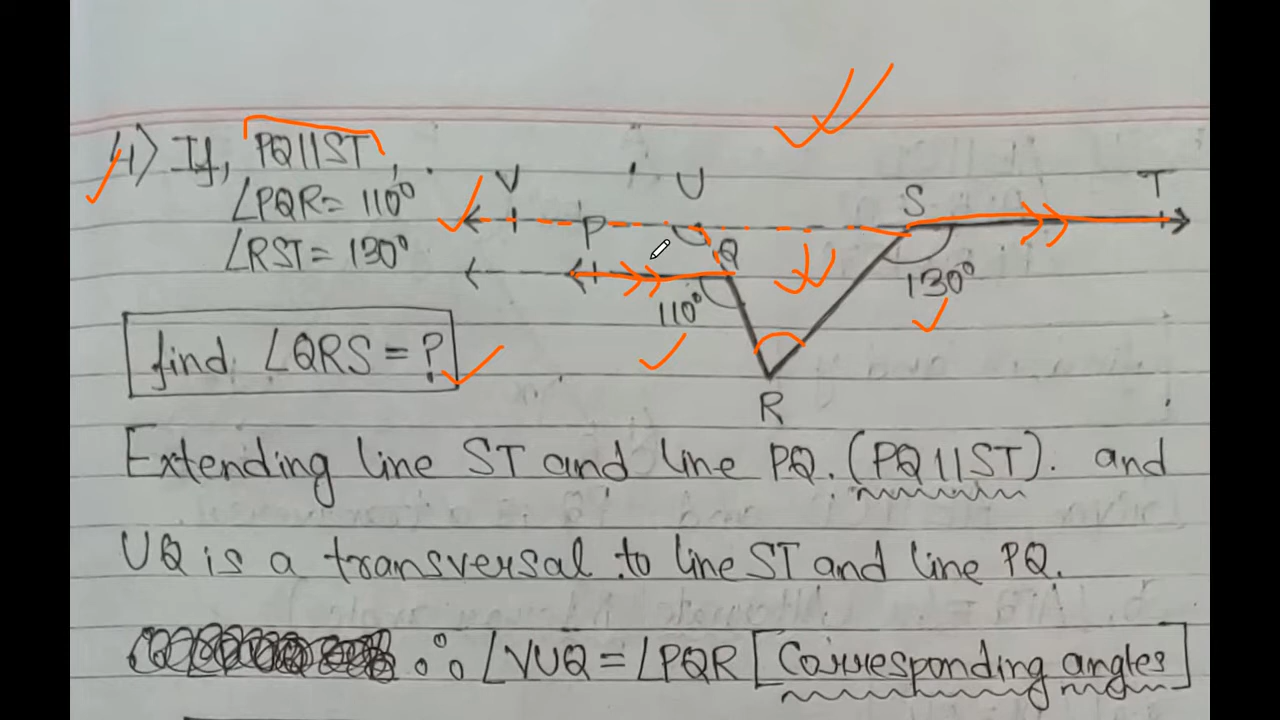 4) If, PQ||ST,
∠PQR = 110°
∠RST = 130°
V U S T
P Q
110° 130°
R
find ∠QRS = ?
Extending line ST and line PQ. (PQ||ST). and
UQ is a transversal to line ST and line PQ.
∴ ∠VUQ = ∠PQR [Corresponding angles]